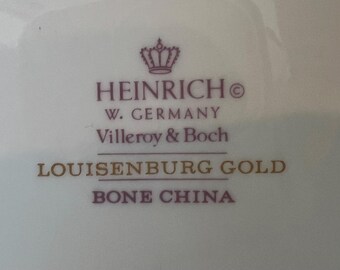 HEINRICH©
W. GERMANY
Villeroy & Boch
LOUISENBURG GOLD
BONE CHINA